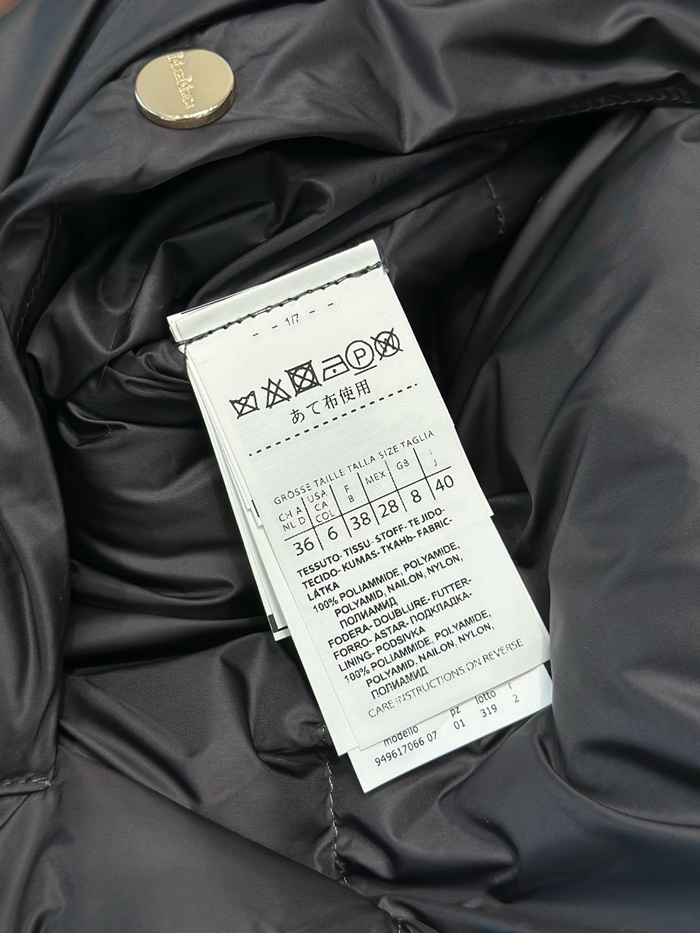 MaxMara
- - 1/7 - -
P
あて布使用
GROSSE TAILLE TALLA SIZE TAGLIA
CH A NL D | USA CA COL | F B | MEX | GB | I J
36 | 6 | 38 | 28 | 8 | 40
TESSUTO- TISSU- STOFF- TEJIDO-
TECIDO- KUMAS- ТКАНЬ- FABRIC-
LÁTKA
100% POLIAMMIDE, POLYAMIDE,
POLYAMID, NAILON, NYLON,
ПОЛИАМИД
FODERA- DOUBLURE- FUTTER-
FORRO- ASTAR- ПОДКЛАДКА-
LINING- PODSIVKA
100% POLIAMMIDE, POLYAMIDE,
POLYAMID, NAILON, NYLON,
ПОЛИАМИД
CARE INSTRUCTIONS ON REVERSE
modello pz lotto r
949617066 07 01 319 2